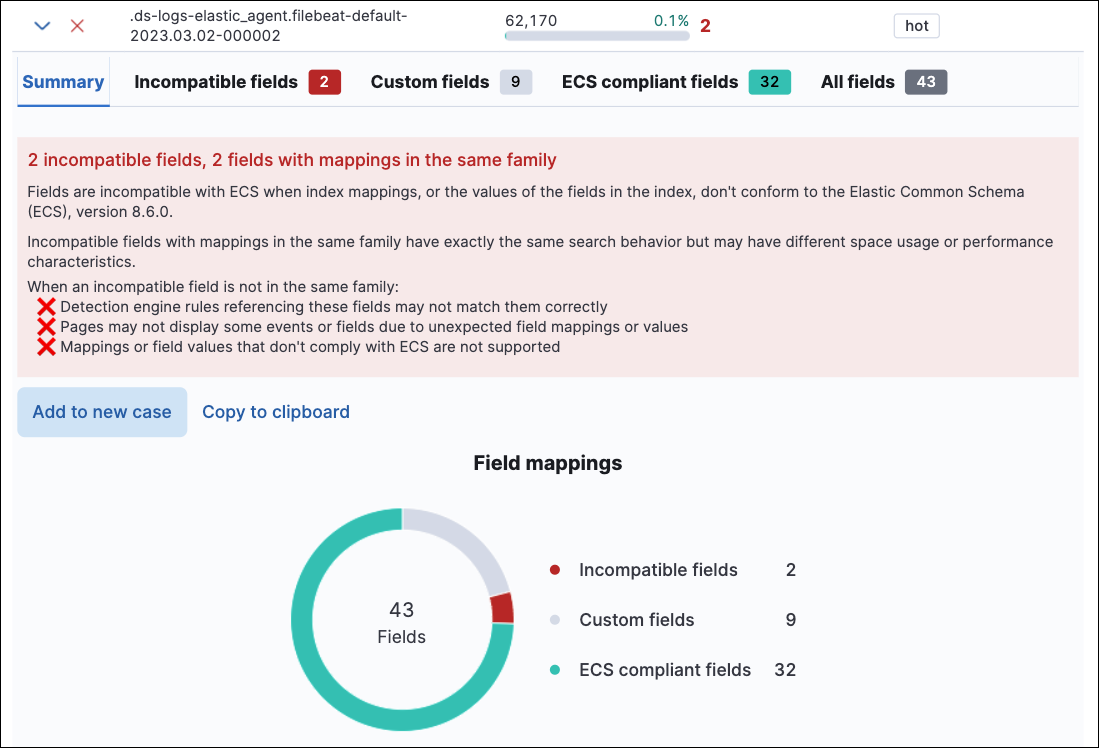 .ds-logs-elastic_agent.filebeat-default-
2023.03.02-000002
62,170 0.1% 2 hot
Summary Incompatible fields 2 Custom fields 9 ECS compliant fields 32 All fields 43
2 incompatible fields, 2 fields with mappings in the same family
Fields are incompatible with ECS when index mappings, or the values of the fields in the index, don't conform to the Elastic Common Schema
(ECS), version 8.6.0.
Incompatible fields with mappings in the same family have exactly the same search behavior but may have different space usage or performance
characteristics.
When an incompatible field is not in the same family:
Detection engine rules referencing these fields may not match them correctly
Pages may not display some events or fields due to unexpected field mappings or values
Mappings or field values that don't comply with ECS are not supported
Add to new case Copy to clipboard
Field mappings
43
Fields
Incompatible fields 2
Custom fields 9
ECS compliant fields 32